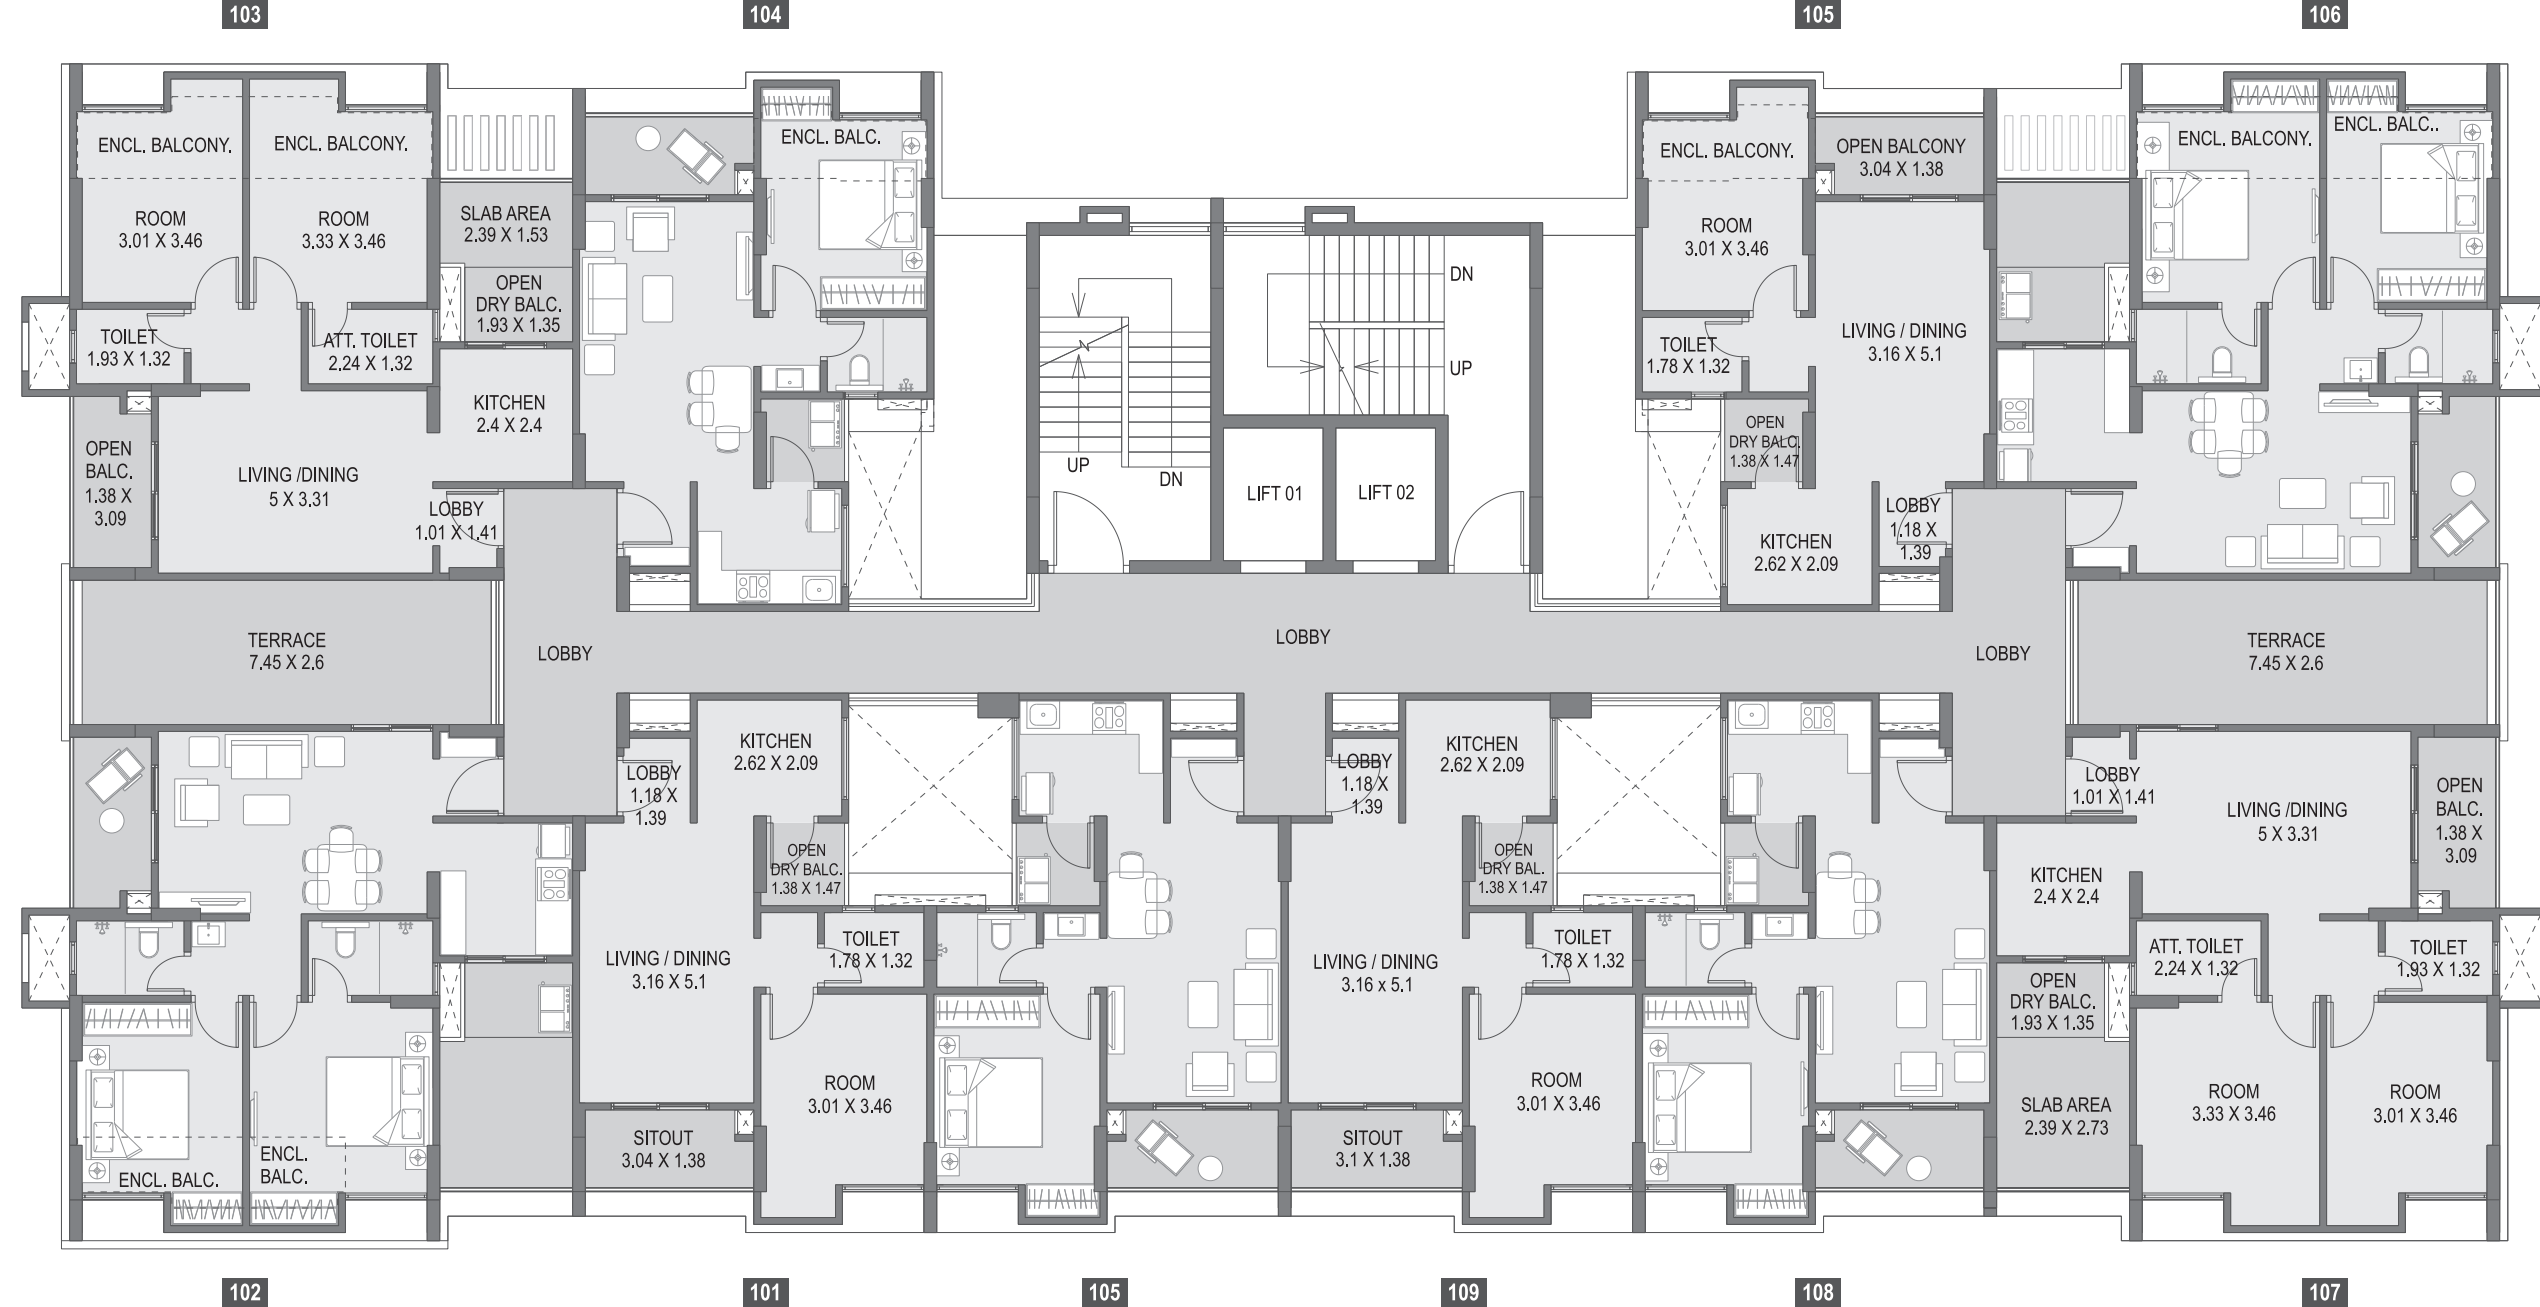 103
104
105
106
ENCL. BALCONY.
ENCL. BALCONY.
ROOM
3.01 X 3.46
ROOM
3.33 X 3.46
SLAB AREA
2.39 X 1.53
OPEN
DRY BALC.
1.93 X 1.35
TOILET
1.93 X 1.32
ATT. TOILET
2.24 X 1.32
KITCHEN
2.4 X 2.4
OPEN
BALC.
1.38 X
3.09
LIVING /DINING
5 X 3.31
LOBBY
1.01 X 1.41
ENCL. BALC.
UP
DN
DN
UP
LIFT 01
LIFT 02
ENCL. BALCONY.
OPEN BALCONY
3.04 X 1.38
ROOM
3.01 X 3.46
LIVING / DINING
3.16 X 5.1
TOILET
1.78 X 1.32
OPEN
DRY BALC.
1.38 X 1.47
KITCHEN
2.62 X 2.09
LOBBY
1.18 X
1.39
ENCL. BALCONY.
ENCL. BALC..
TERRACE
7.45 X 2.6
LOBBY
LOBBY
LOBBY
TERRACE
7.45 X 2.6
ENCL. BALC.
ENCL.
BALC.
LOBBY
1.18 X
1.39
KITCHEN
2.62 X 2.09
OPEN
DRY BALC.
1.38 X 1.47
LIVING / DINING
3.16 X 5.1
TOILET
1.78 X 1.32
ROOM
3.01 X 3.46
SITOUT
3.04 X 1.38
LOBBY
1.18 X
1.39
KITCHEN
2.62 X 2.09
OPEN
DRY BAL.
1.38 X 1.47
LIVING / DINING
3.16 x 5.1
TOILET
1.78 X 1.32
ROOM
3.01 X 3.46
SITOUT
3.1 X 1.38
LOBBY
1.01 X 1.41
LIVING /DINING
5 X 3.31
OPEN
BALC.
1.38 X
3.09
KITCHEN
2.4 X 2.4
ATT. TOILET
2.24 X 1.32
TOILET
1.93 X 1.32
OPEN
DRY BALC.
1.93 X 1.35
SLAB AREA
2.39 X 2.73
ROOM
3.33 X 3.46
ROOM
3.01 X 3.46
102
101
105
109
108
107